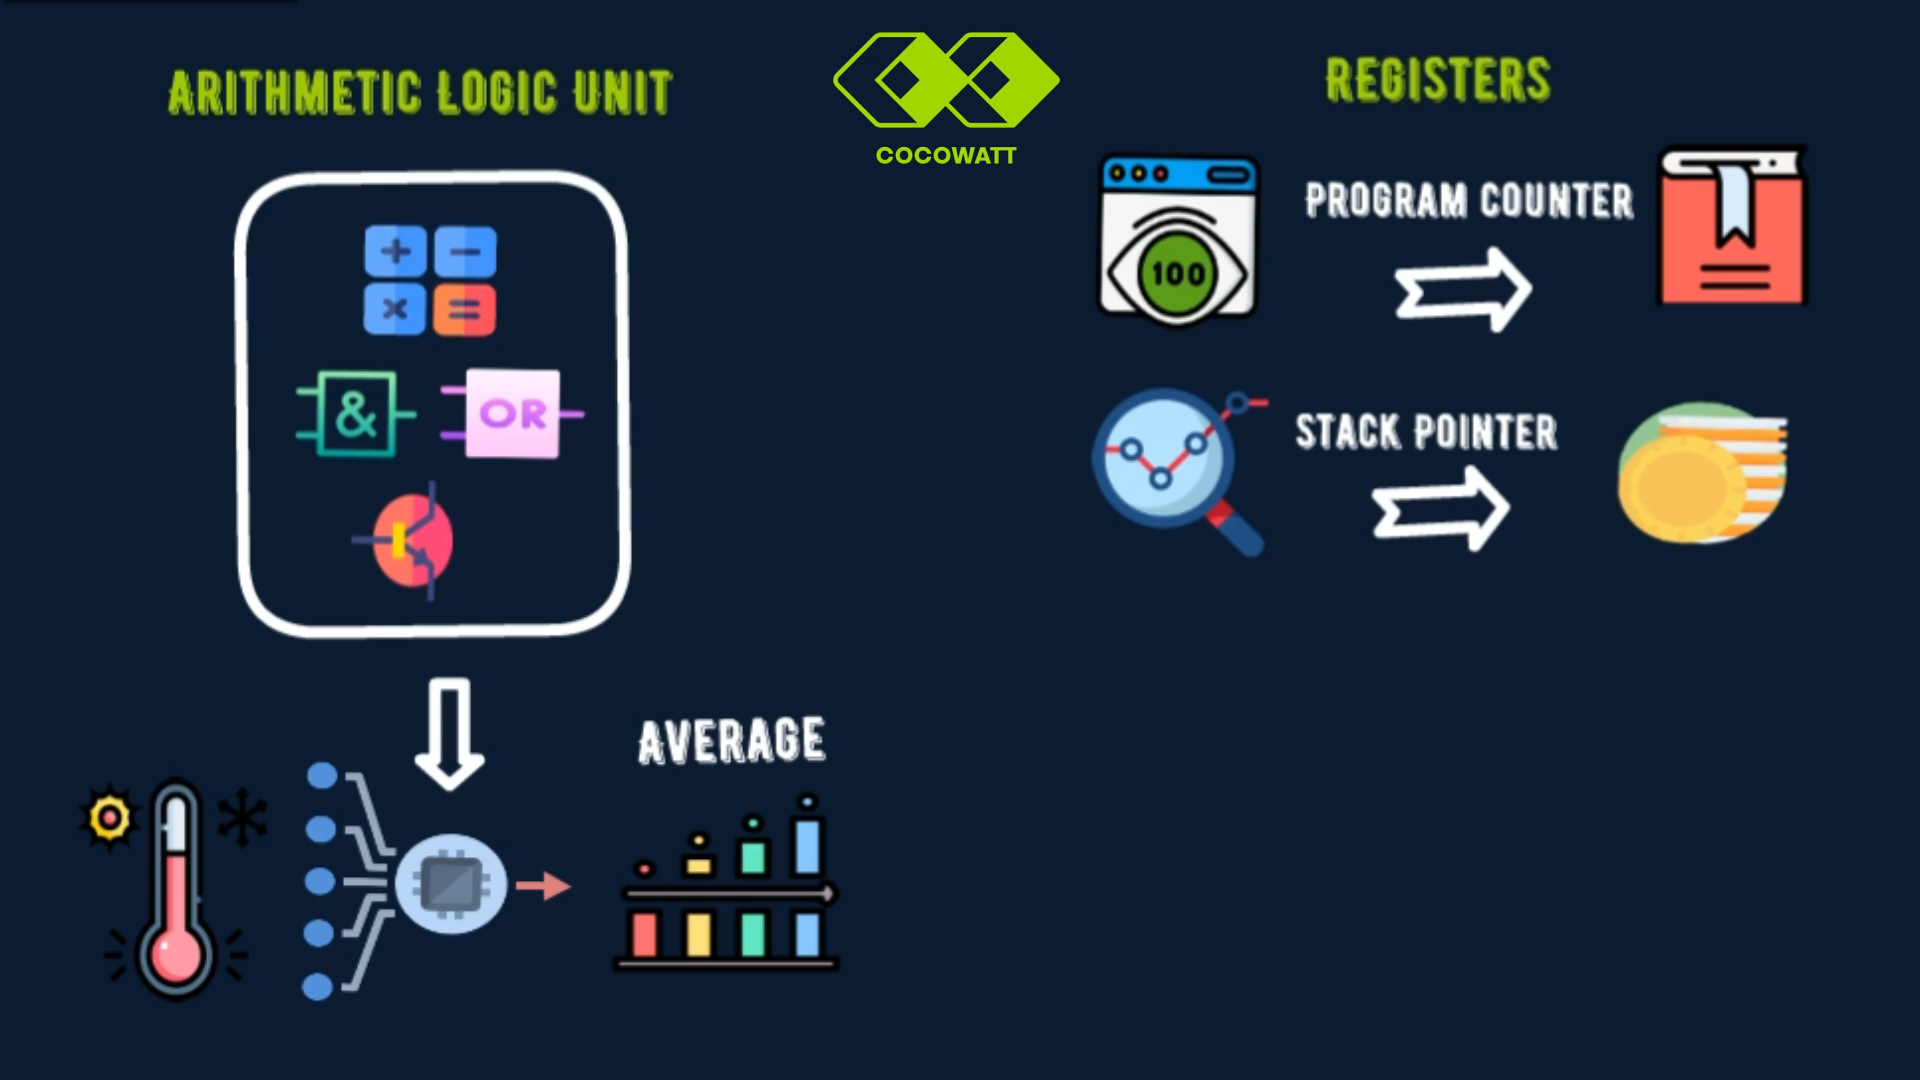 ARITHMETIC LOGIC UNIT
COCOWATT
REGISTERS
100
PROGRAM COUNTER
+ −
× =
& OR
STACK POINTER
AVERAGE